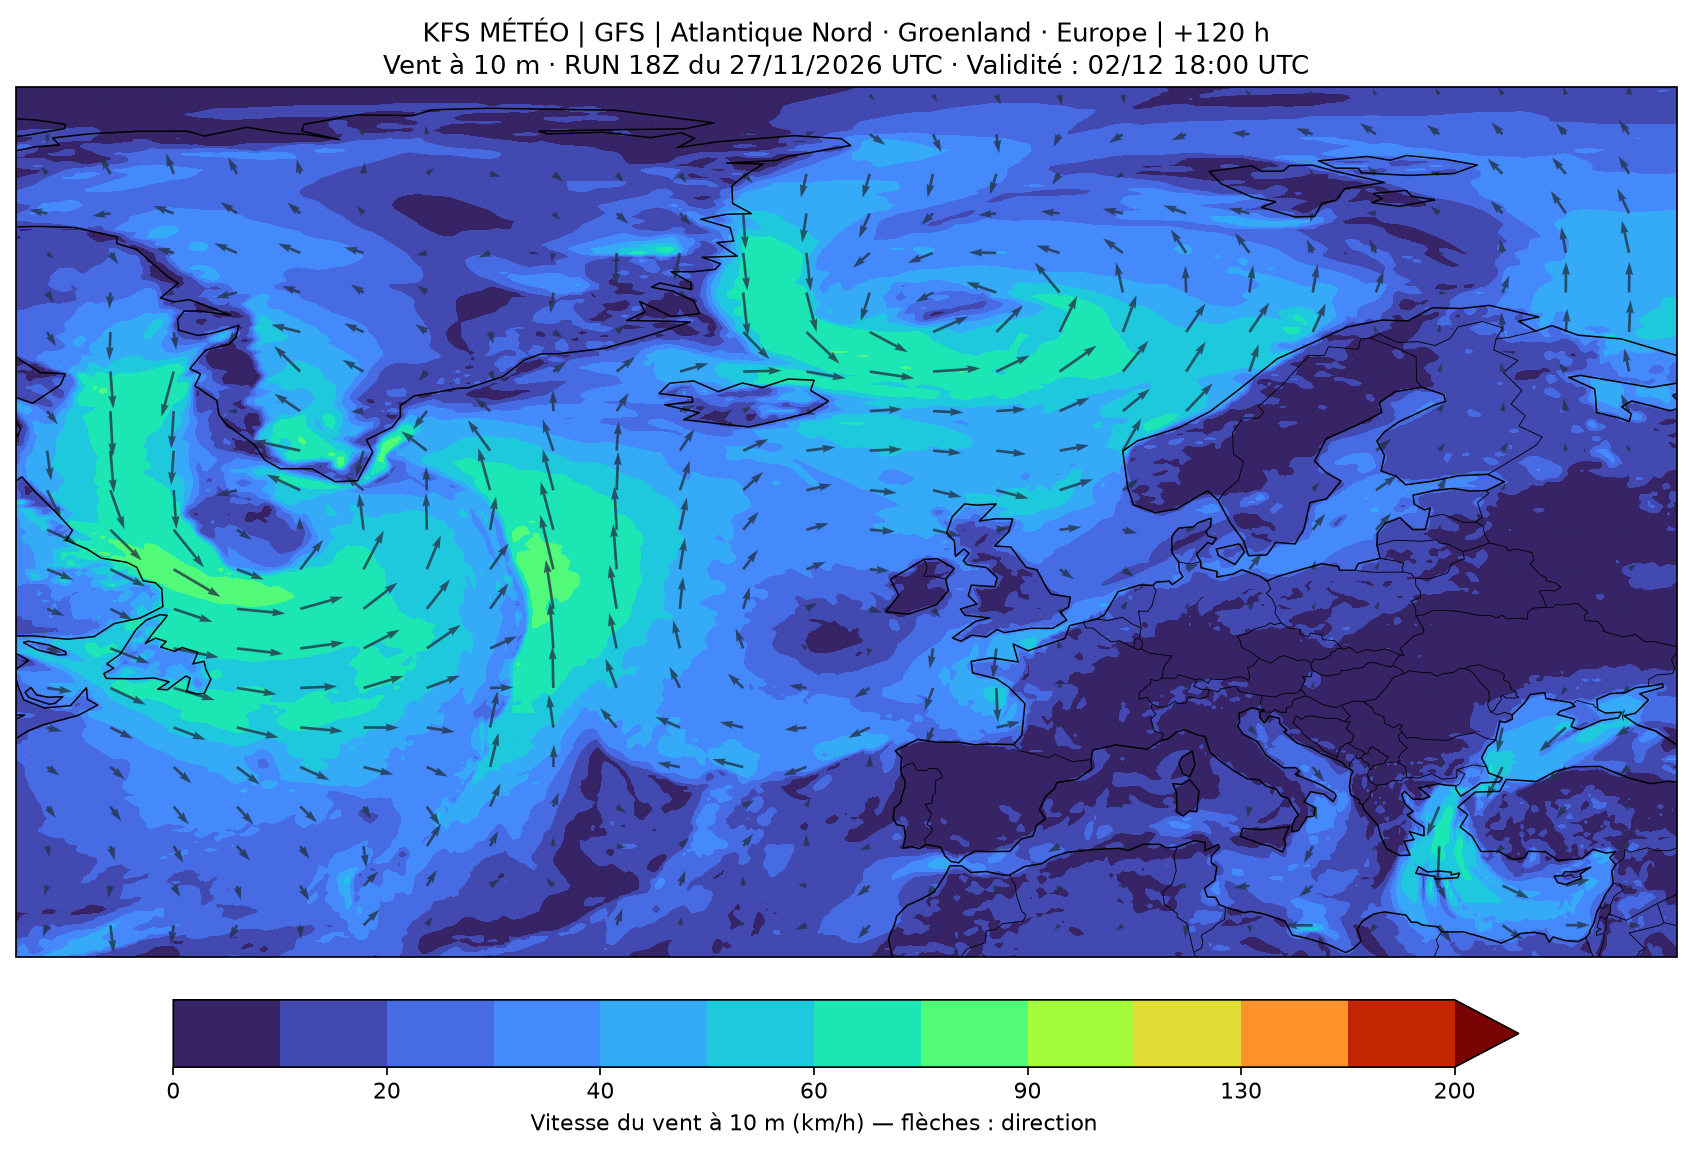 KFS MÉTÉO | GFS | Atlantique Nord · Groenland · Europe | +120 h
Vent à 10 m · RUN 18Z du 27/11/2026 UTC · Validité : 02/12 18:00 UTC
0 20 40 60 90 130 200
Vitesse du vent à 10 m (km/h) — flèches : direction